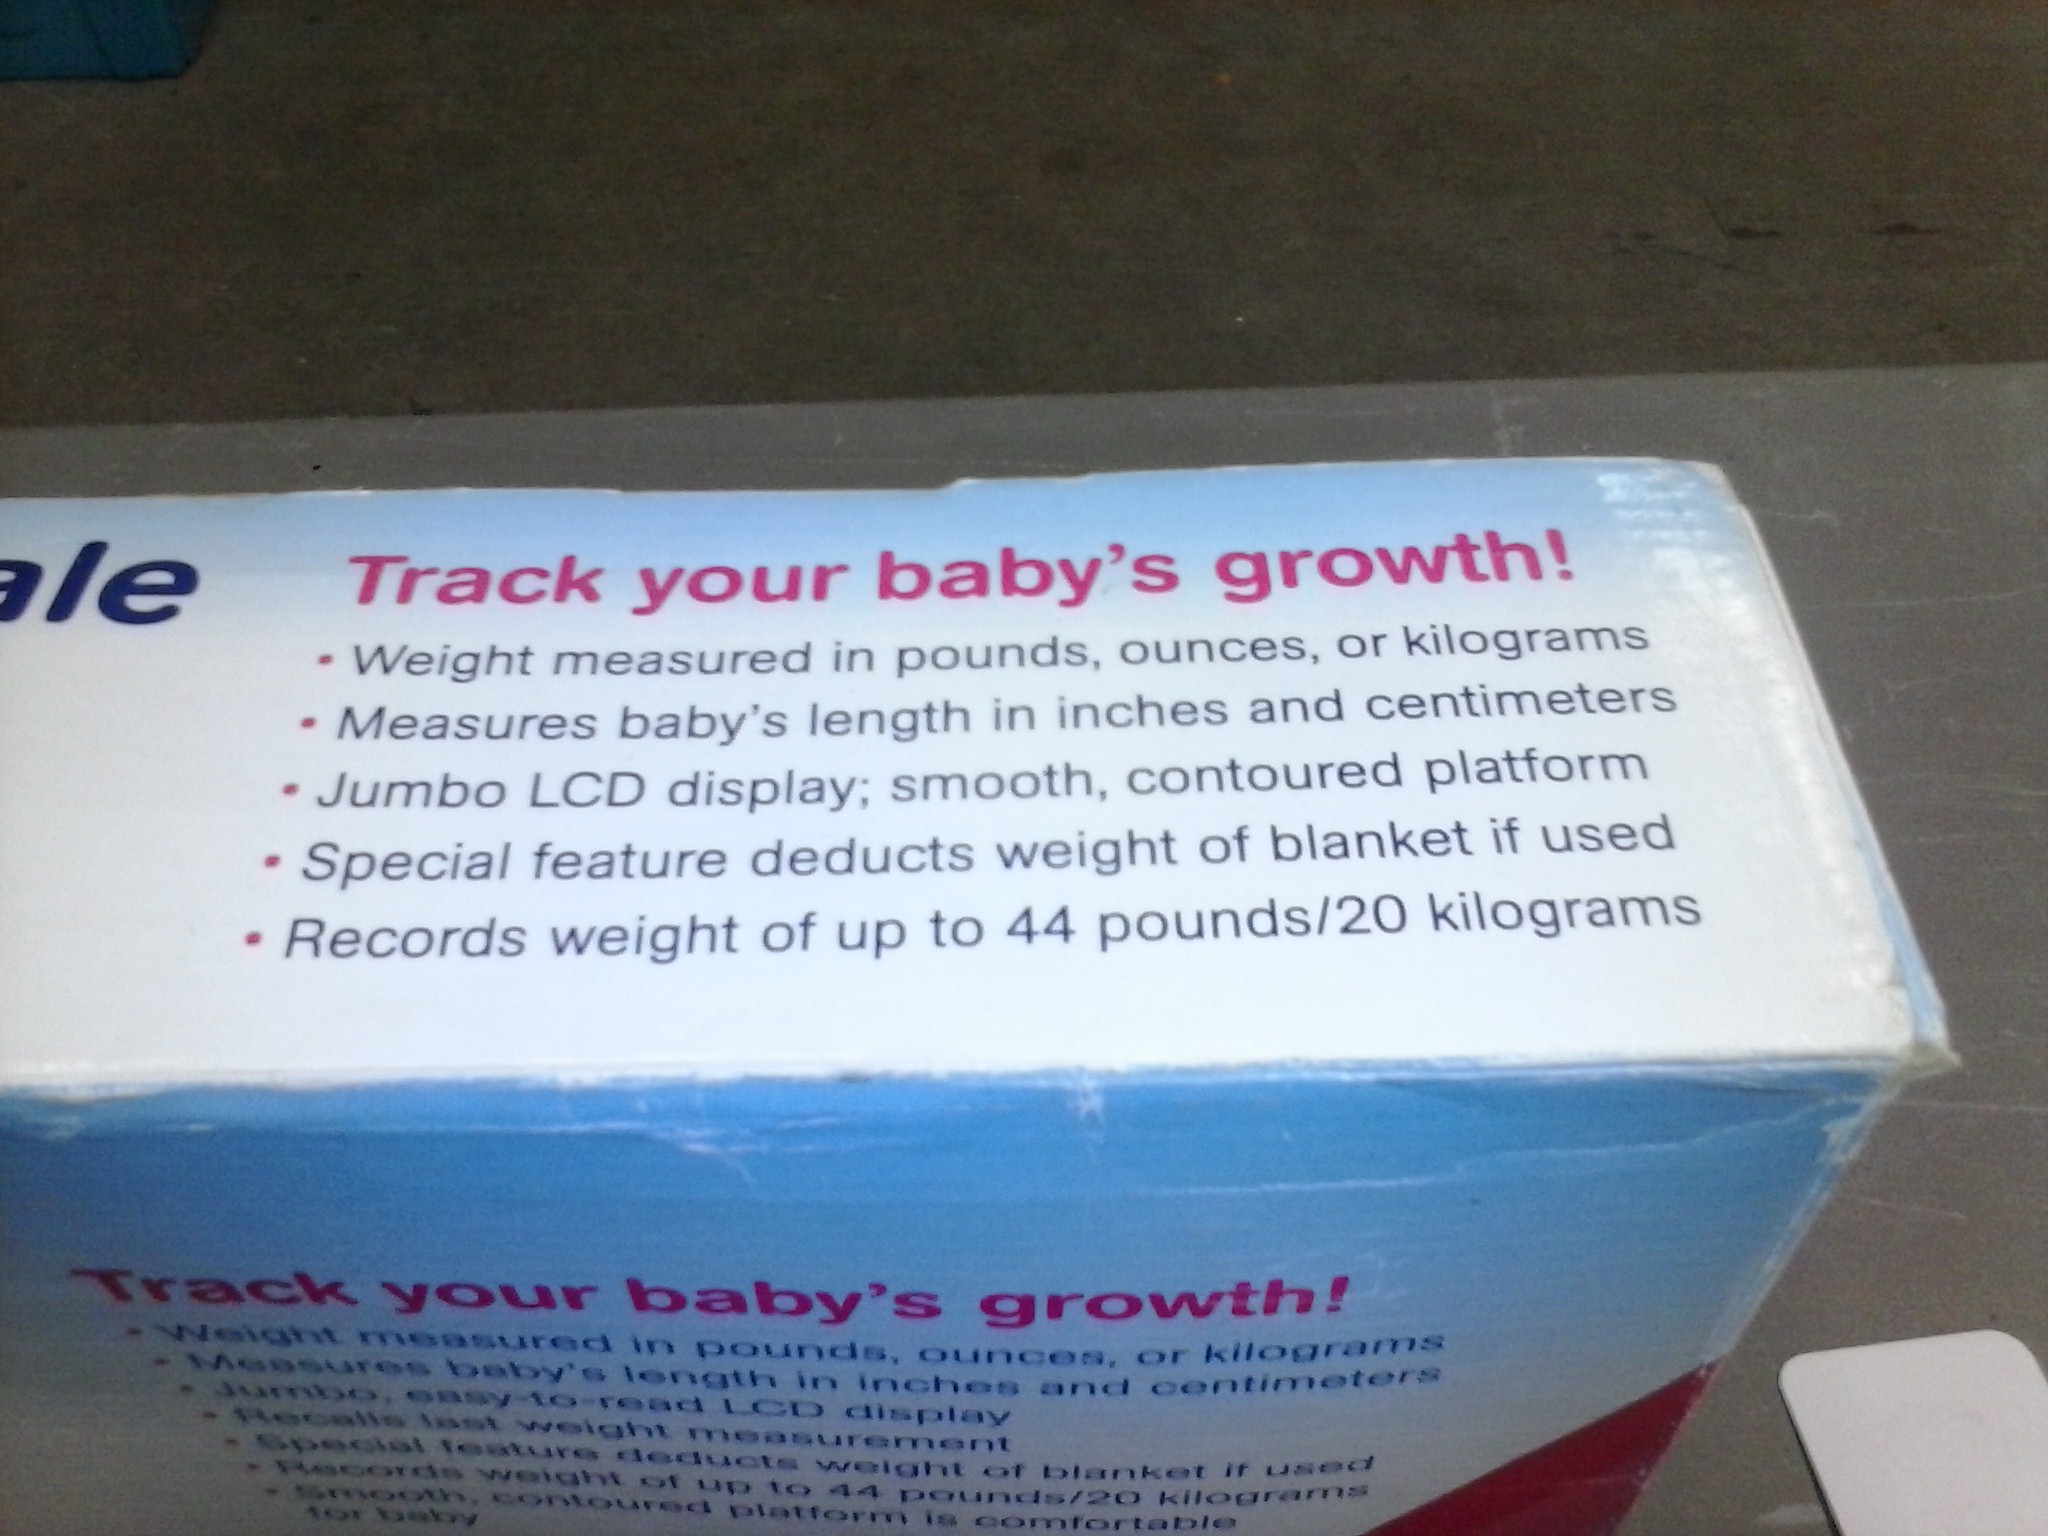 ale
Track your baby's growth!
• Weight measured in pounds, ounces, or kilograms
• Measures baby's length in inches and centimeters
• Jumbo LCD display; smooth, contoured platform
• Special feature deducts weight of blanket if used
• Records weight of up to 44 pounds/20 kilograms
Track your baby's growth!
• Weight measured in pounds, ounces, or kilograms
• Measures baby's length in inches and centimeters
• Jumbo, easy-to-read LCD display
• Recalls last weight measurement
• Special feature deducts weight of blanket if used
• Records weight of up to 44 pounds/20 kilograms
• Smooth, contoured platform is comfortable
for baby